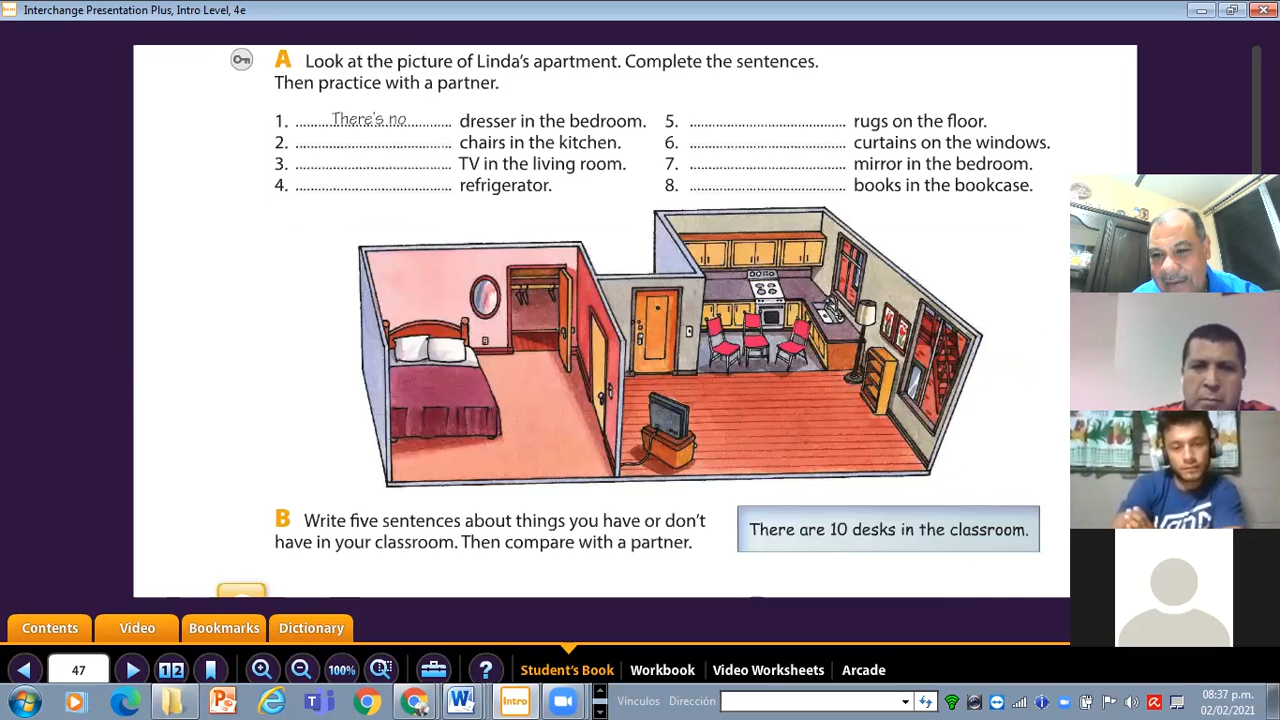 Interchange Presentation Plus, Intro Level, 4e
A Look at the picture of Linda's apartment. Complete the sentences.
Then practice with a partner.
1. There's no dresser in the bedroom.
2. .................................... chairs in the kitchen.
3. .................................... TV in the living room.
4. .................................... refrigerator.
5. .................................... rugs on the floor.
6. .................................... curtains on the windows.
7. .................................... mirror in the bedroom.
8. .................................... books in the bookcase.
B Write five sentences about things you have or don't
have in your classroom. Then compare with a partner.
There are 10 desks in the classroom.
Contents Video Bookmarks Dictionary
47 12 100% ?
Student's Book Workbook Video Worksheets Arcade
Intro Vínculos Dirección 08:37 p.m.
02/02/2021